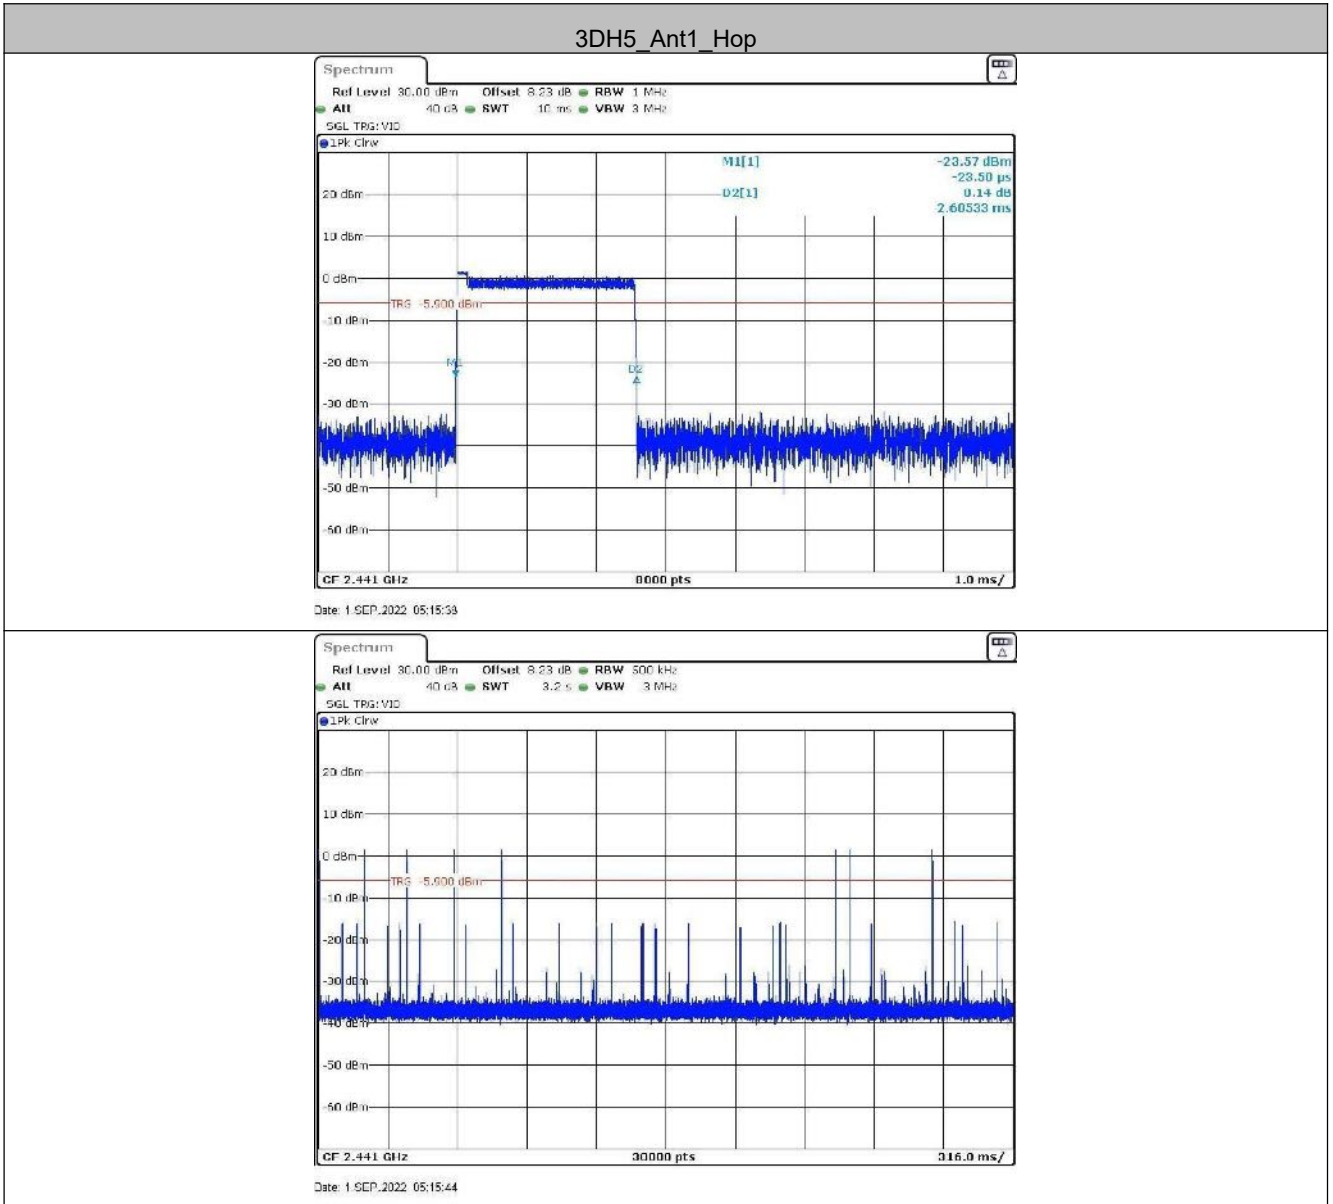 3DH5_Ant1_Hop
Spectrum
Ref Level 30.00 dBm Offset 8.23 dB RBW 1 MHz
Att 40 dB SWT 10 ms VBW 3 MHz
SGL TRG: VID
1Pk Clrw
M1[1] -23.57 dBm
-23.50 µs
20 dBm D2[1] 0.14 dB
2.60533 ms
10 dBm
0 dBm
TRG -5.900 dBm
-10 dBm
-20 dBm M1 D2
-30 dBm
-50 dBm
-60 dBm
CF 2.441 GHz 8000 pts 1.0 ms/
Date: 1.SEP.2022 05:15:38
Spectrum
Ref Level 30.00 dBm Offset 8.23 dB RBW 500 kHz
Att 40 dB SWT 3.2 s VBW 3 MHz
SGL TRG: VID
1Pk Clrw
20 dBm
10 dBm
0 dBm
TRG -5.900 dBm
-10 dBm
-20 dBm
-30 dBm
-40 dBm
-50 dBm
-60 dBm
CF 2.441 GHz 30000 pts 316.0 ms/
Date: 1.SEP.2022 05:15:44